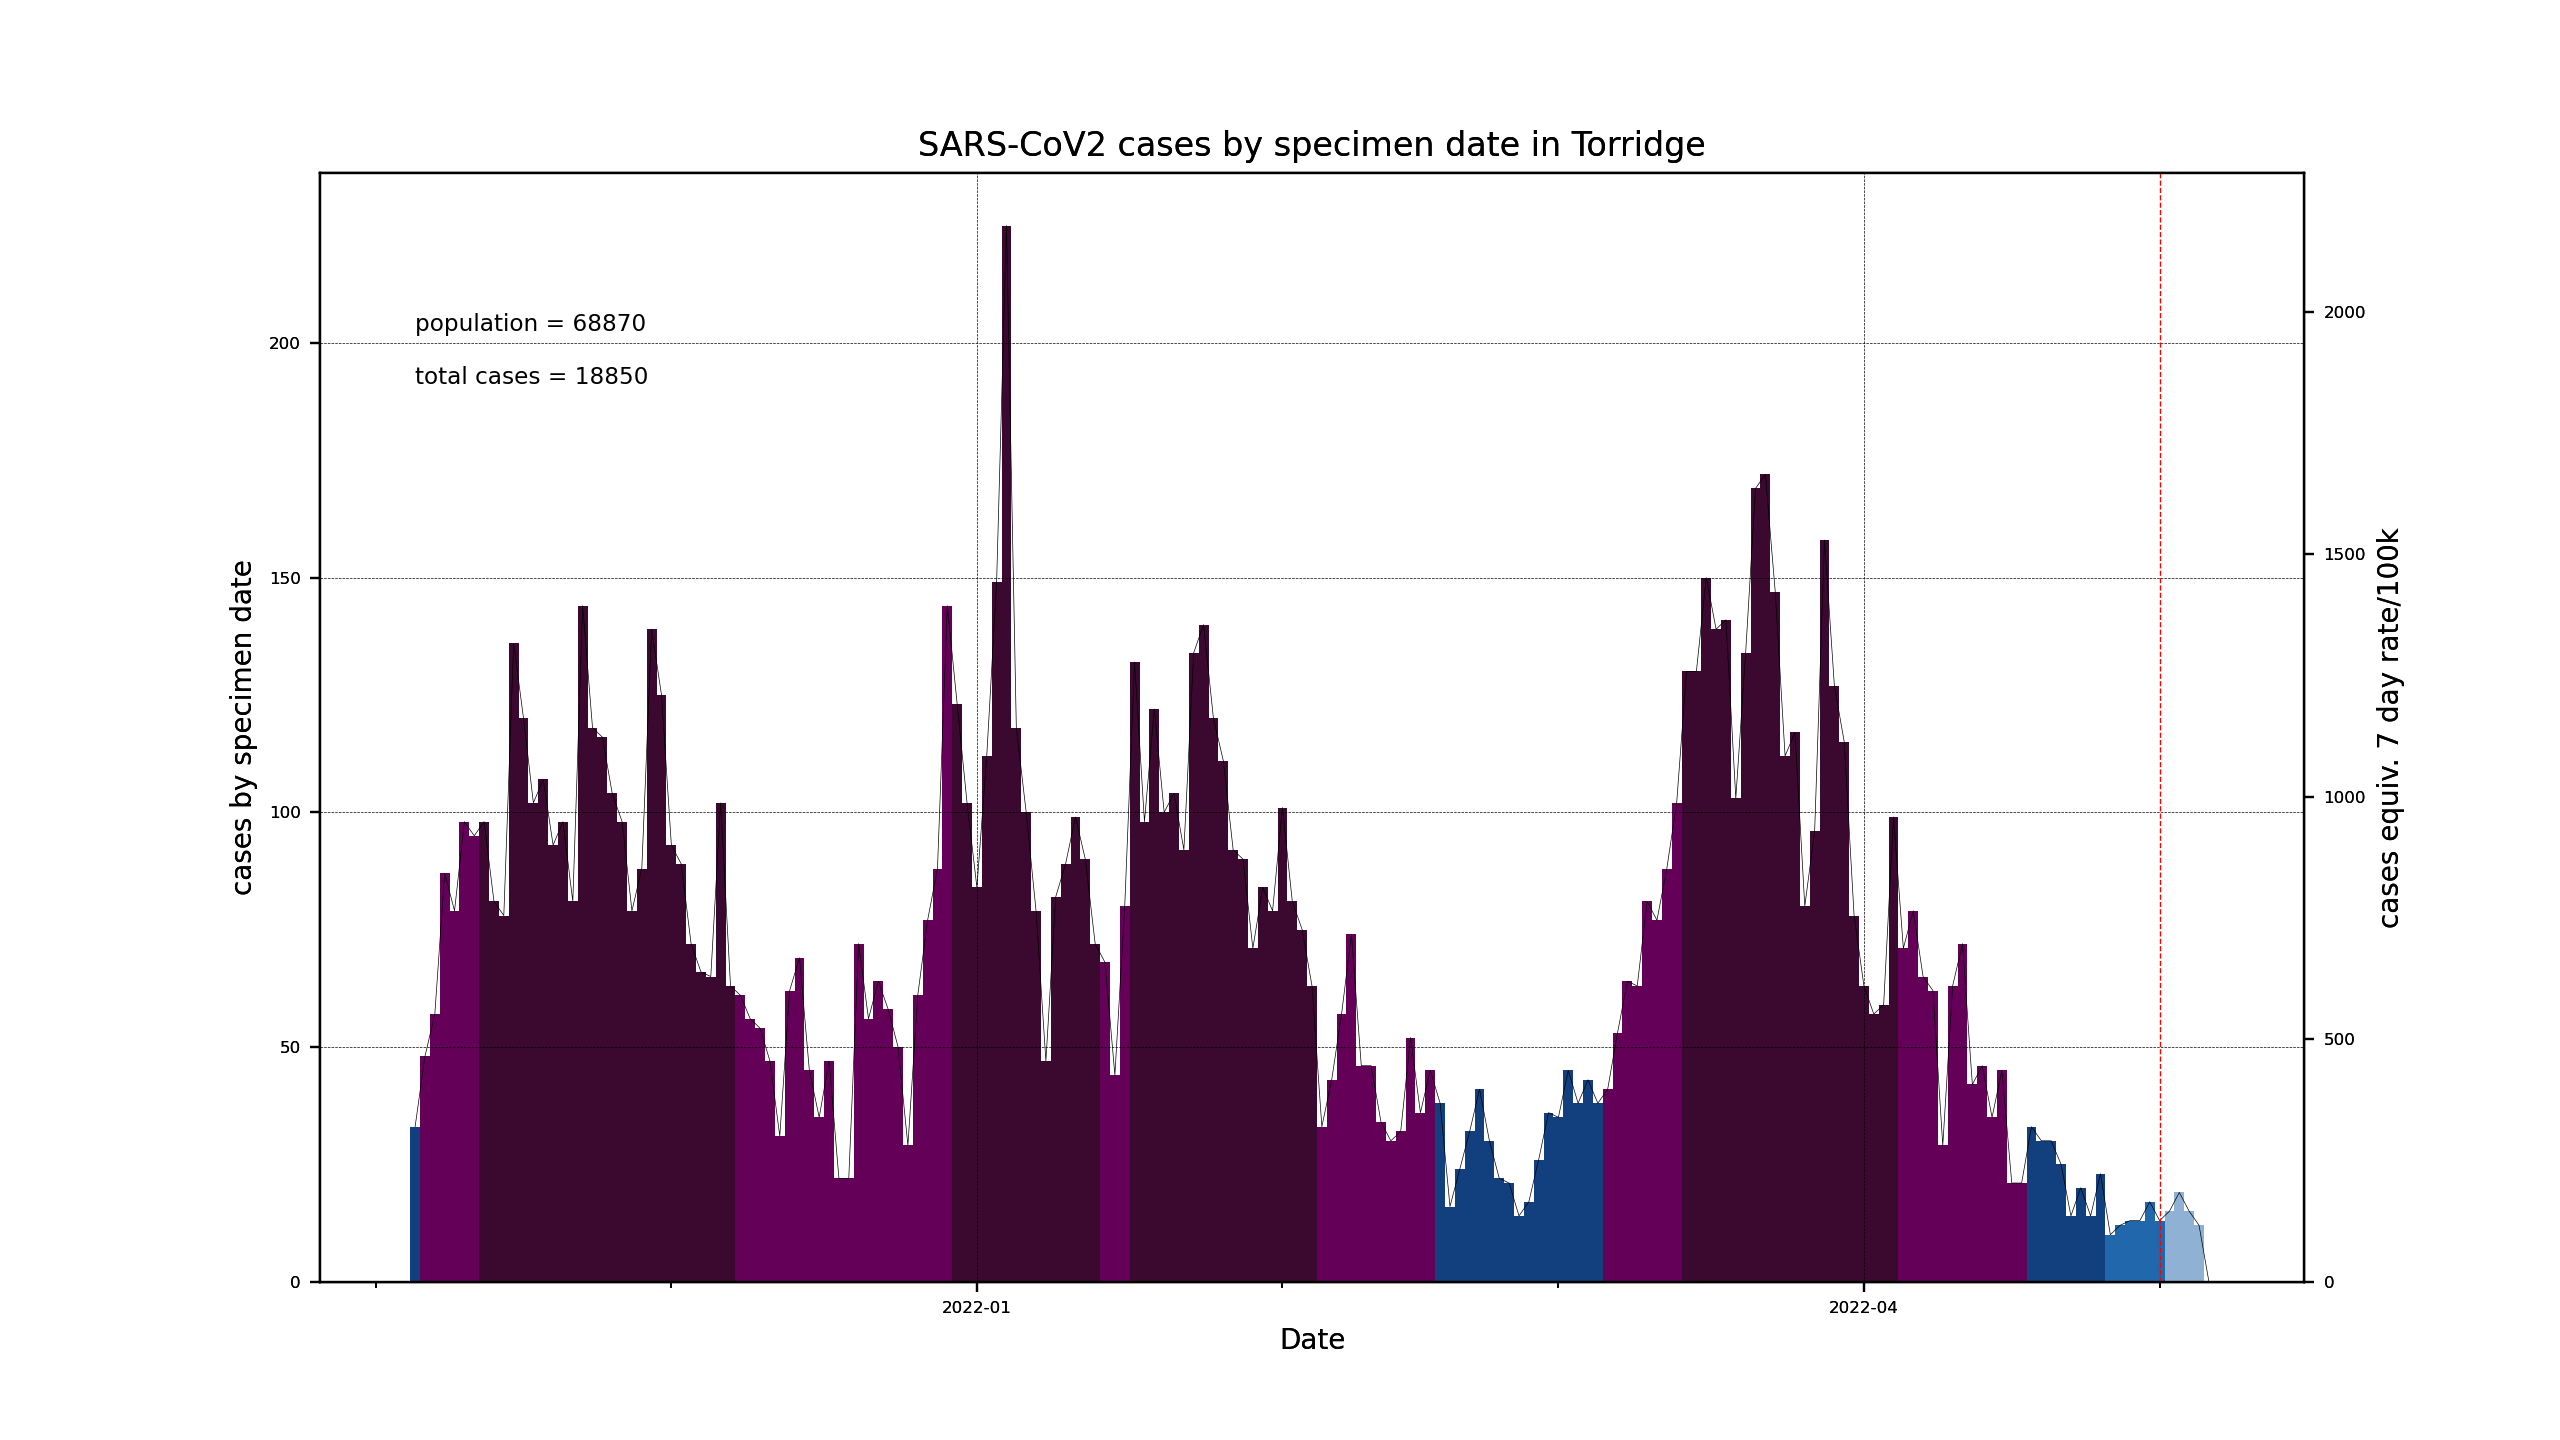 SARS-CoV2 cases by specimen date in Torridge
population = 68870
total cases = 18850
cases by specimen date
200
150
100
50
0
2000
1500
1000
500
0
cases equiv. 7 day rate/100k
2022-01
2022-04
Date